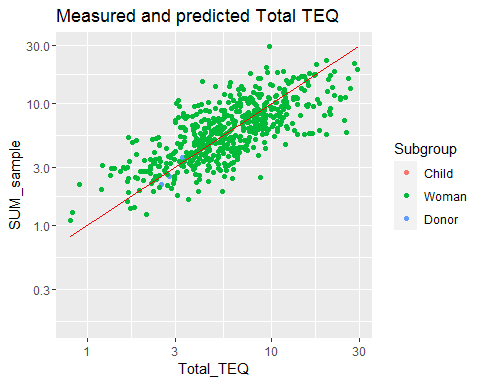 Measured and predicted Total TEQ
30.0
10.0
3.0
1.0
0.3
SUM_sample
1
3
10
30
Total_TEQ
Subgroup
Child
Woman
Donor